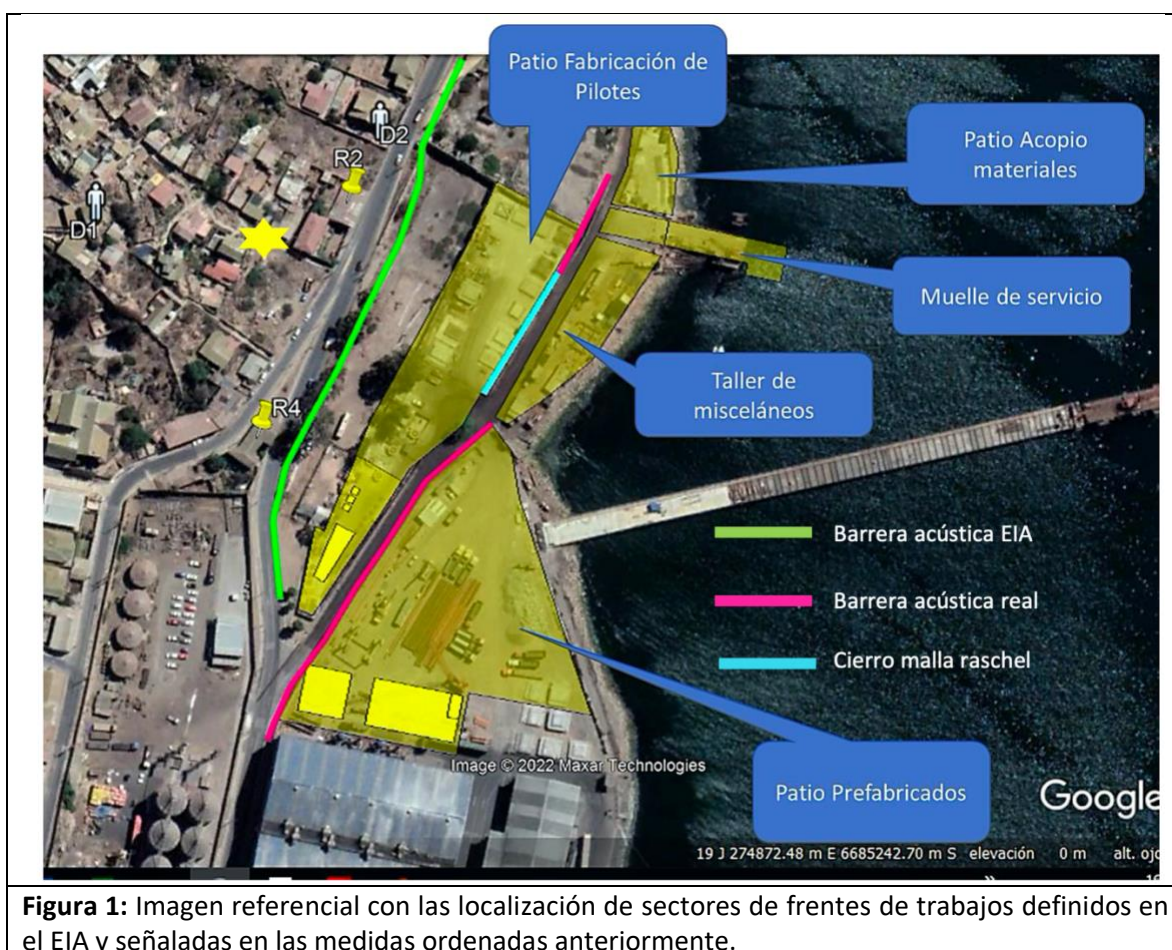 Patio Fabricación de
Pilotes
Patio Acopio
materiales
D2
R2
D1
Muelle de servicio
Taller de
misceláneos
R4
Barrera acústica EIA
Barrera acústica real
Cierro malla raschel
Image © 2022 Maxar Technologies
Patio Prefabricados
Google
19 J 274872.48 m E 6685242.70 m S elevación 0 m alt. ojo
Figura 1: Imagen referencial con las localización de sectores de frentes de trabajos definidos en
el EIA y señaladas en las medidas ordenadas anteriormente.